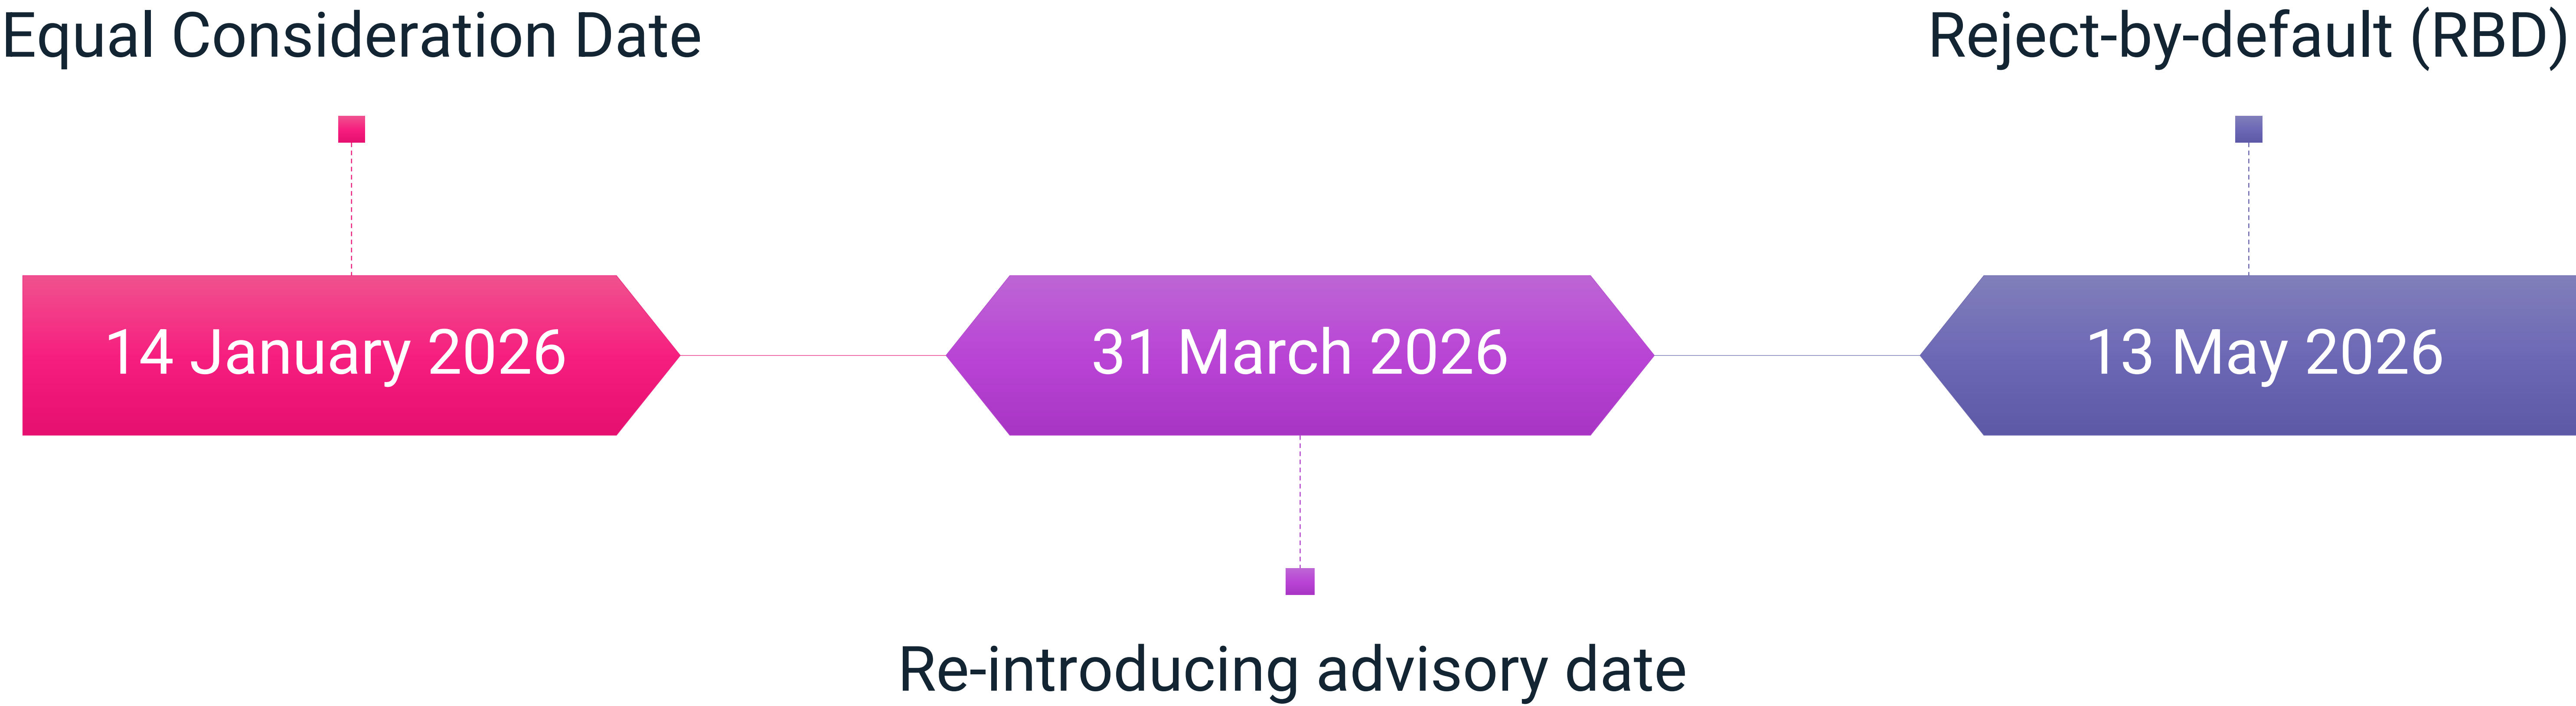 Equal Consideration Date
Reject-by-default (RBD)
14 January 2026
31 March 2026
13 May 2026
Re-introducing advisory date